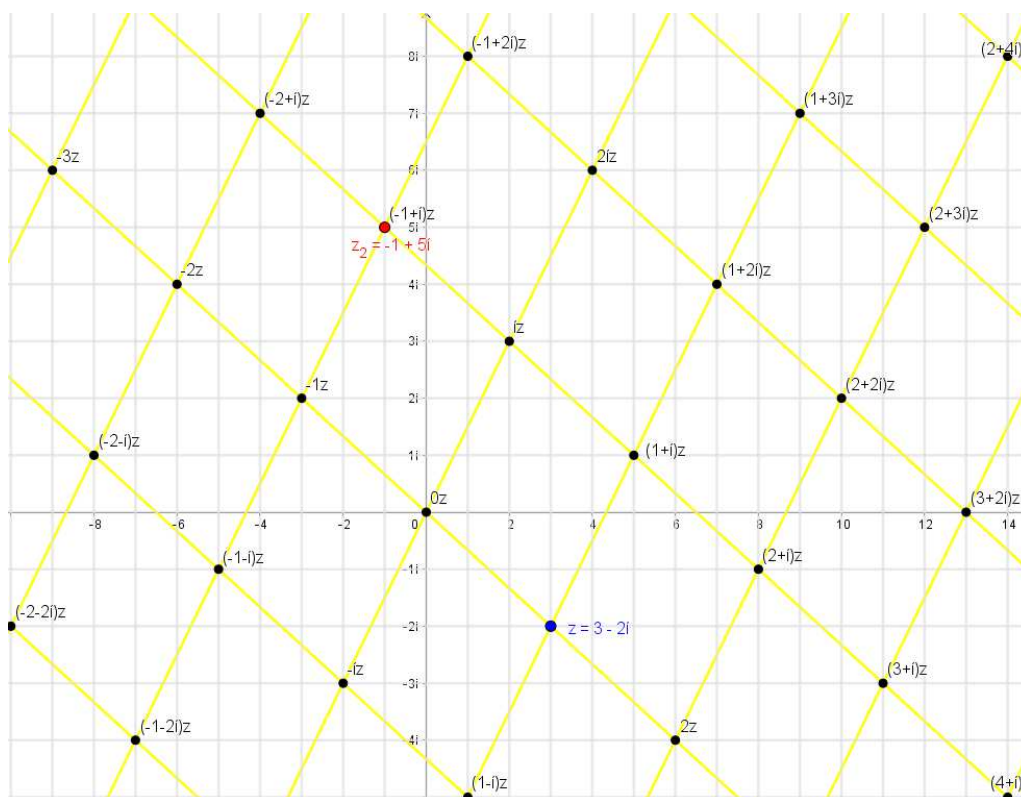 (-1+2i)z
8i
(2+4i)
(-2+i)z
7i
(1+3i)z
-3z
6i
2iz
(-1+i)z
5i
(2+3i)z
z2 = -1 + 5i
-2z
4i
(1+2i)z
3i
iz
-1z
2i
(2+2i)z
(-2-i)z
1i
(1+i)z
0z
(3+2i)z
-8 -6 -4 -2 0 2 4 6 8 10 12 14
(-1-i)z
-1i
(2+i)z
(-2-2i)z
-2i
z = 3 - 2i
-iz
-3i
(3+i)z
(-1-2i)z
-4i
2z
(1-i)z
(4+i)